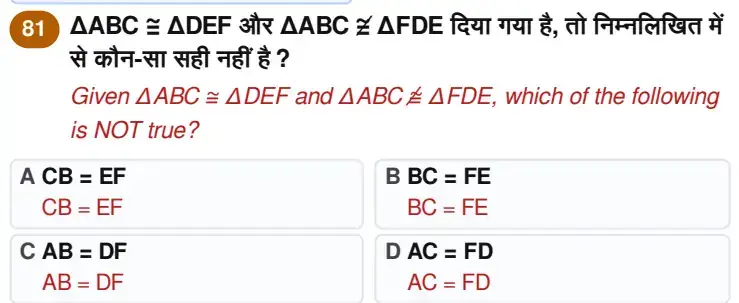 81 ΔABC ≅ ΔDEF और ΔABC ≇ ΔFDE दिया गया है, तो निम्नलिखित में
से कौन-सा सही नहीं है ?
Given ΔABC ≅ ΔDEF and ΔABC ≇ ΔFDE, which of the following
is NOT true?
A CB = EF
CB = EF
B BC = FE
BC = FE
C AB = DF
AB = DF
D AC = FD
AC = FD